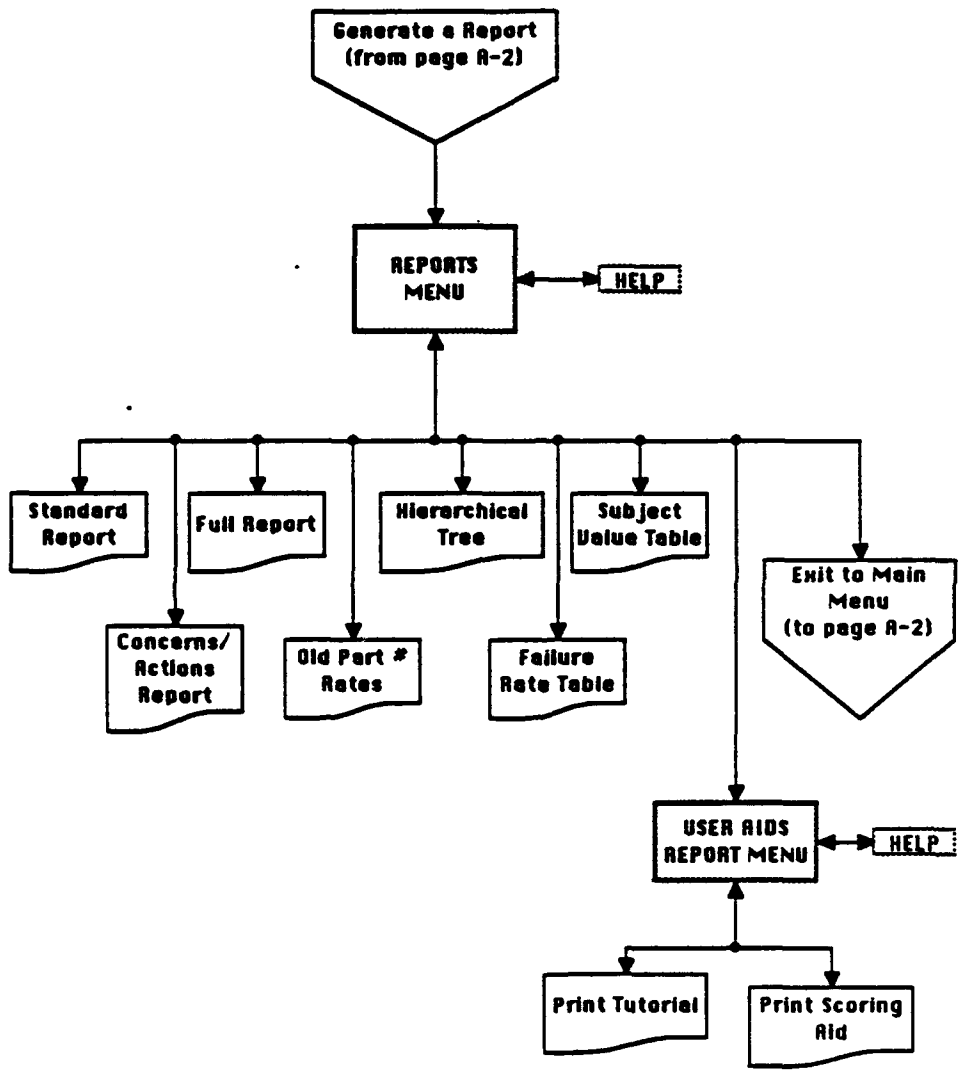 Generate a Report
(from page A-2)
REPORTS
MENU
HELP
Standard
Report
Full Report
Hierarchical
Tree
Subject
Value Table
Exit to Main
Menu
(to page A-2)
Concerns/
Actions
Report
Old Part #
Rates
Failure
Rate Table
USER AIDS
REPORT MENU
HELP
Print Tutorial
Print Scoring
Aid